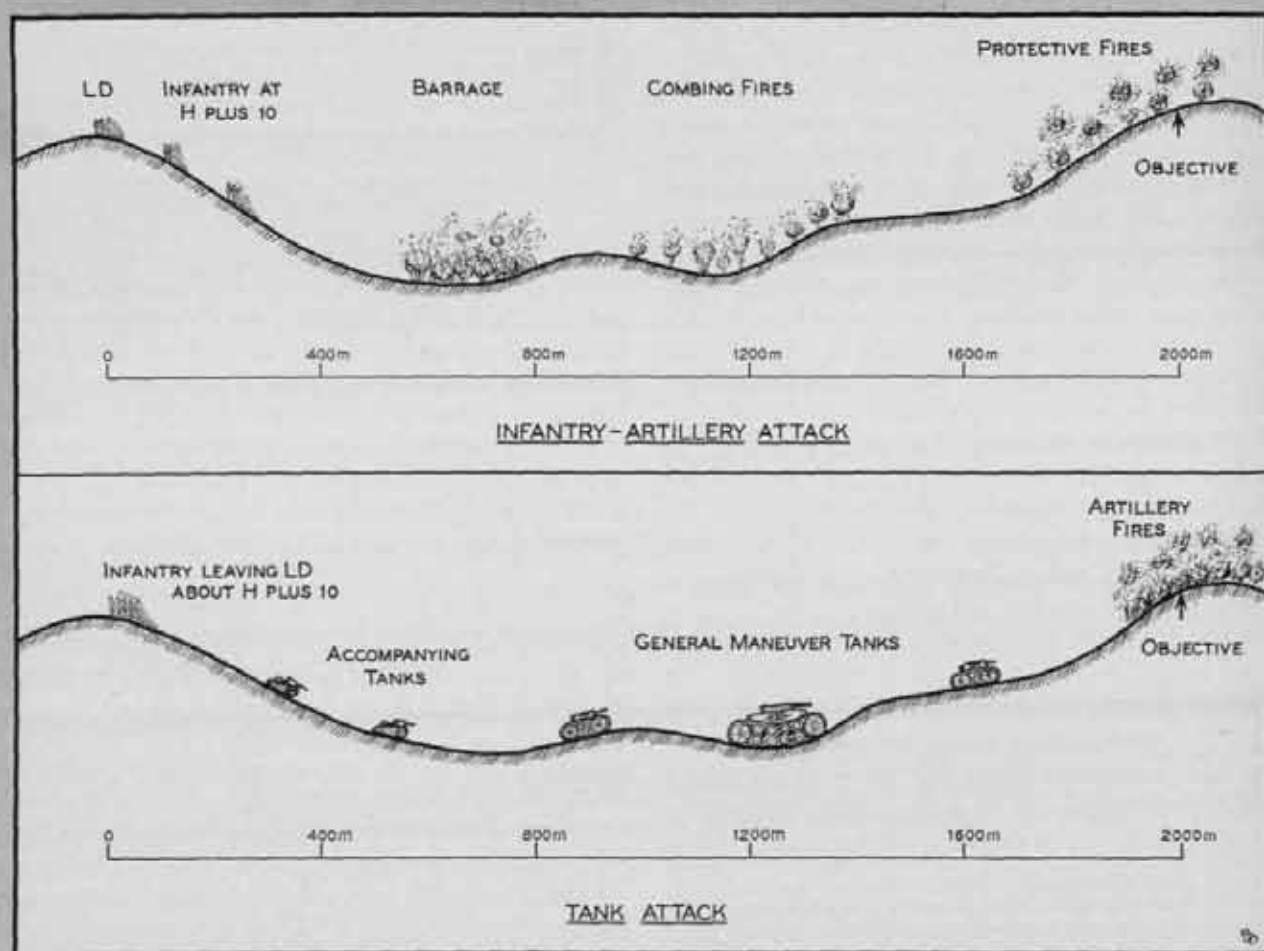 LD
INFANTRY AT
H PLUS 10
BARRAGE
COMBING FIRES
PROTECTIVE FIRES
OBJECTIVE
0
400m
800m
1200m
1600m
2000m
INFANTRY-ARTILLERY ATTACK
ARTILLERY
FIRES
INFANTRY LEAVING LD
ABOUT H PLUS 10
ACCOMPANYING
TANKS
GENERAL MANEUVER TANKS
OBJECTIVE
0
400m
800m
1200m
1600m
2000m
TANK ATTACK